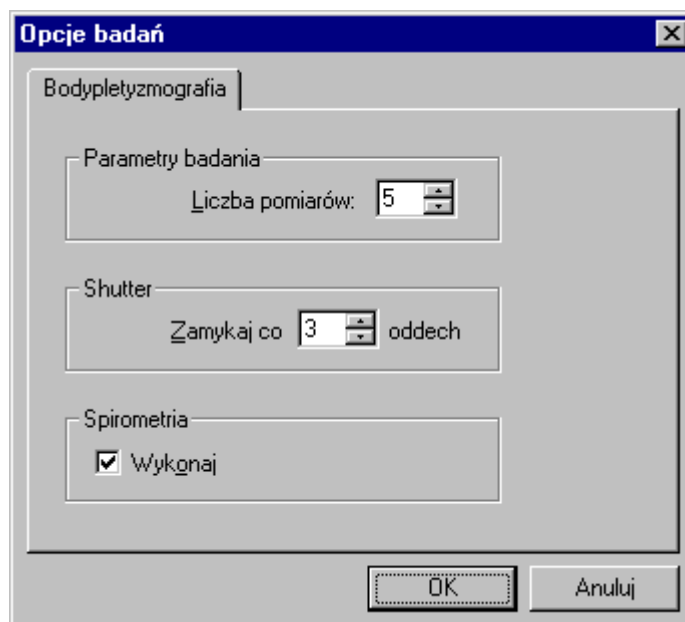 Opcje badań
Bodypletyzmografia
Parametry badania
Liczba pomiarów: 5
Shutter
Zamykaj co 3 oddech
Spirometria
Wykonaj
OK Anuluj